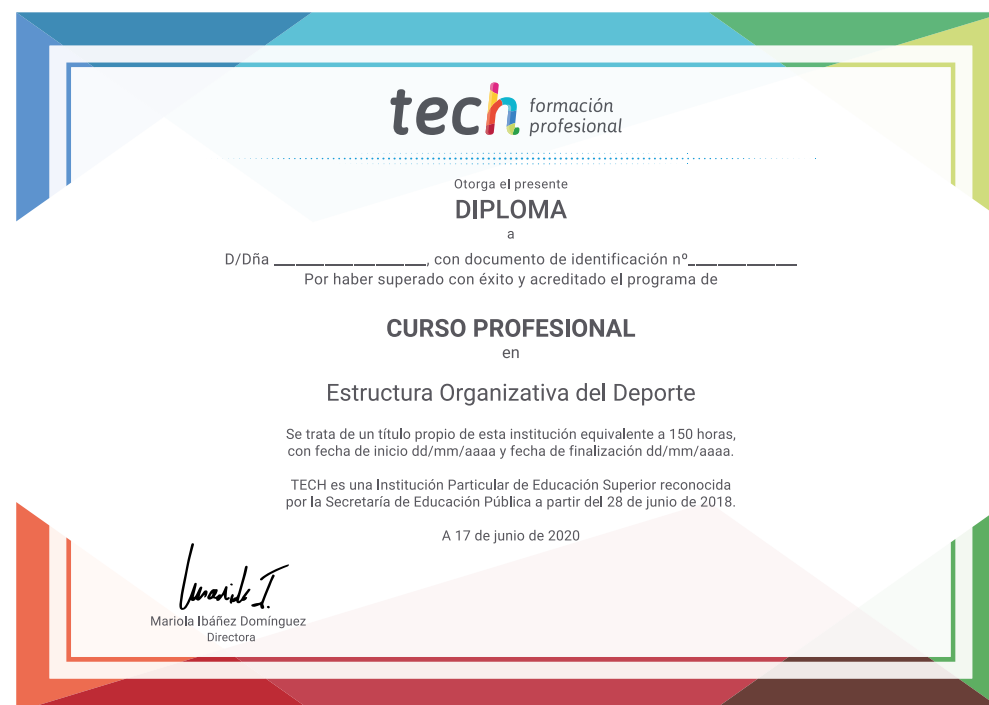 tech formación
profesional
Otorga el presente
DIPLOMA
a
D/Dña __________________, con documento de identificación nº_____________
Por haber superado con éxito y acreditado el programa de
CURSO PROFESIONAL
en
Estructura Organizativa del Deporte
Se trata de un título propio de esta institución equivalente a 150 horas,
con fecha de inicio dd/mm/aaaa y fecha de finalización dd/mm/aaaa.
TECH es una Institución Particular de Educación Superior reconocida
por la Secretaría de Educación Pública a partir del 28 de junio de 2018.
A 17 de junio de 2020
Mariola Ibáñez Domínguez
Directora